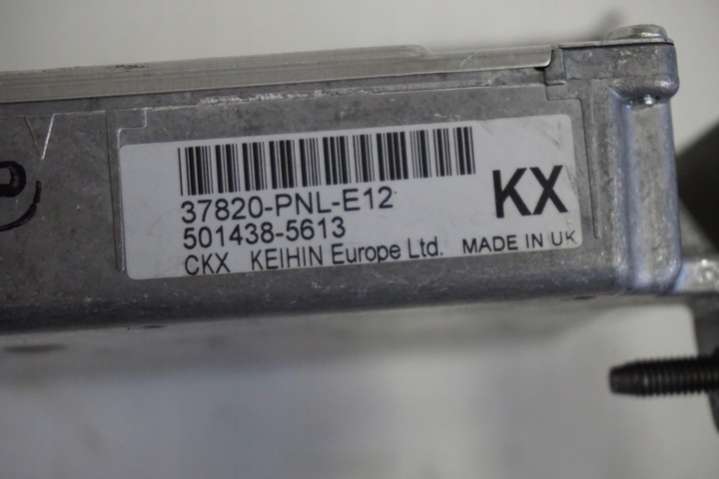 37820-PNL-E12
KX
501438-5613
CKX KEIHIN Europe Ltd. MADE IN UK